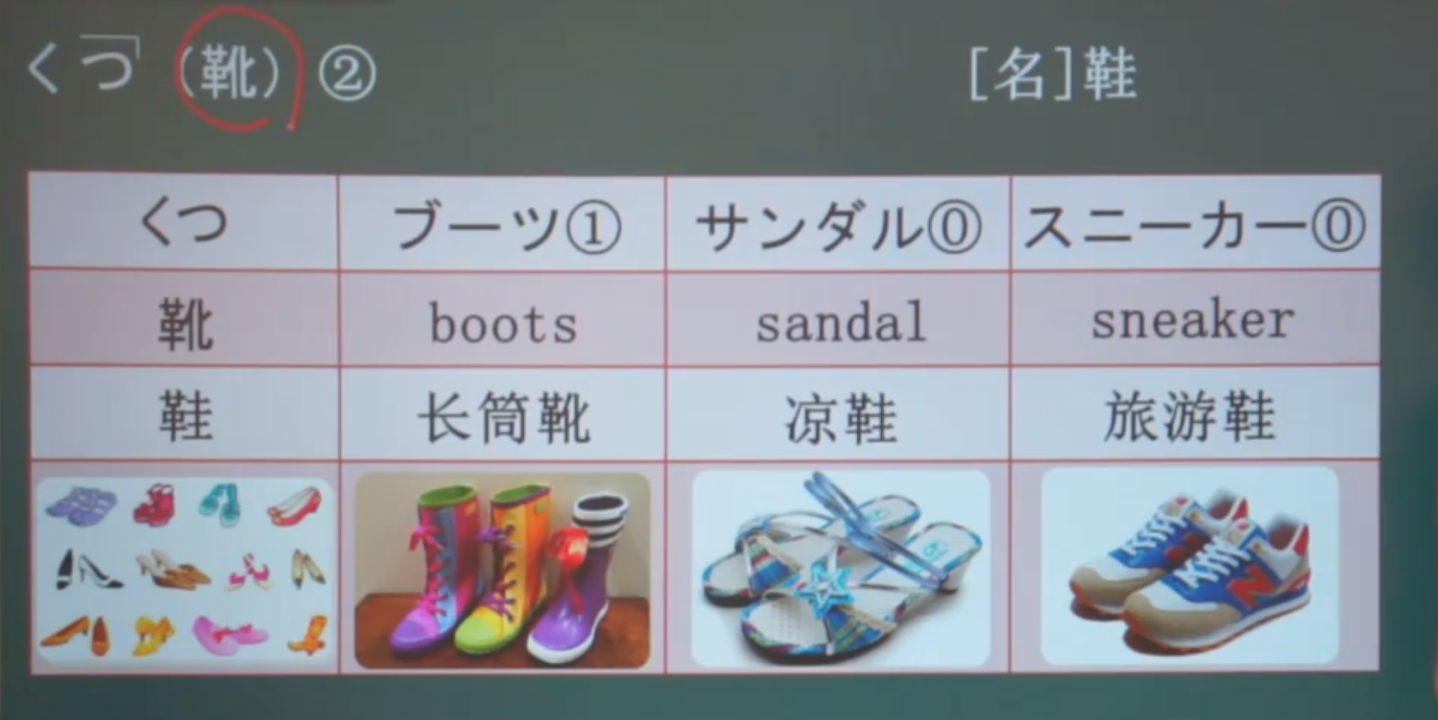 くつ（靴）② [名]鞋
くつ ブーツ① サンダル⓪ スニーカー⓪
靴 boots sandal sneaker
鞋 长筒靴 凉鞋 旅游鞋
N